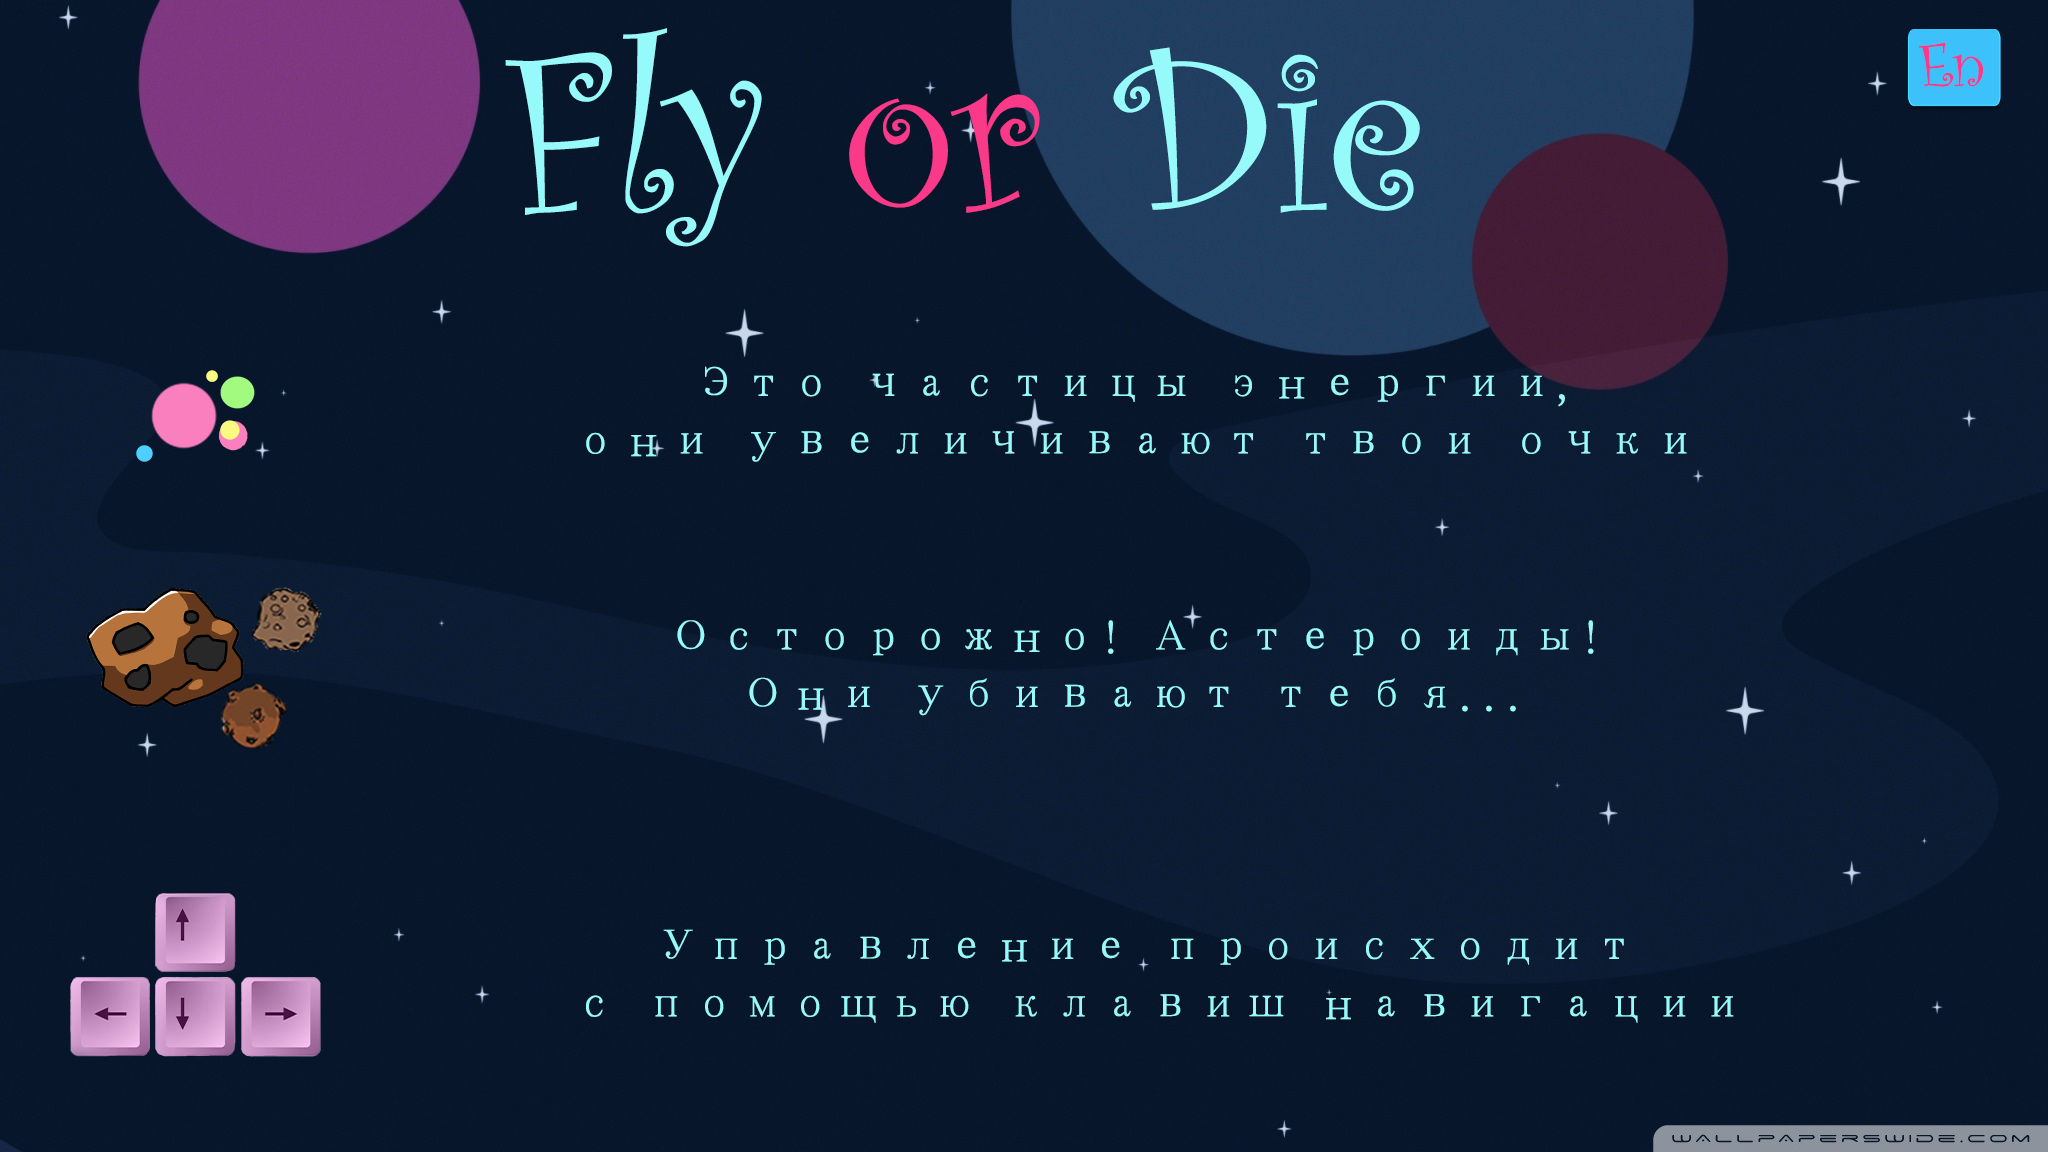 Fly or Die
En
Это частицы энергии,
они увеличивают твои очки
Осторожно! Астероиды!
Они убивают тебя...
Управление происходит
с помощью клавиш навигации
WALLPAPERSWIDE.COM